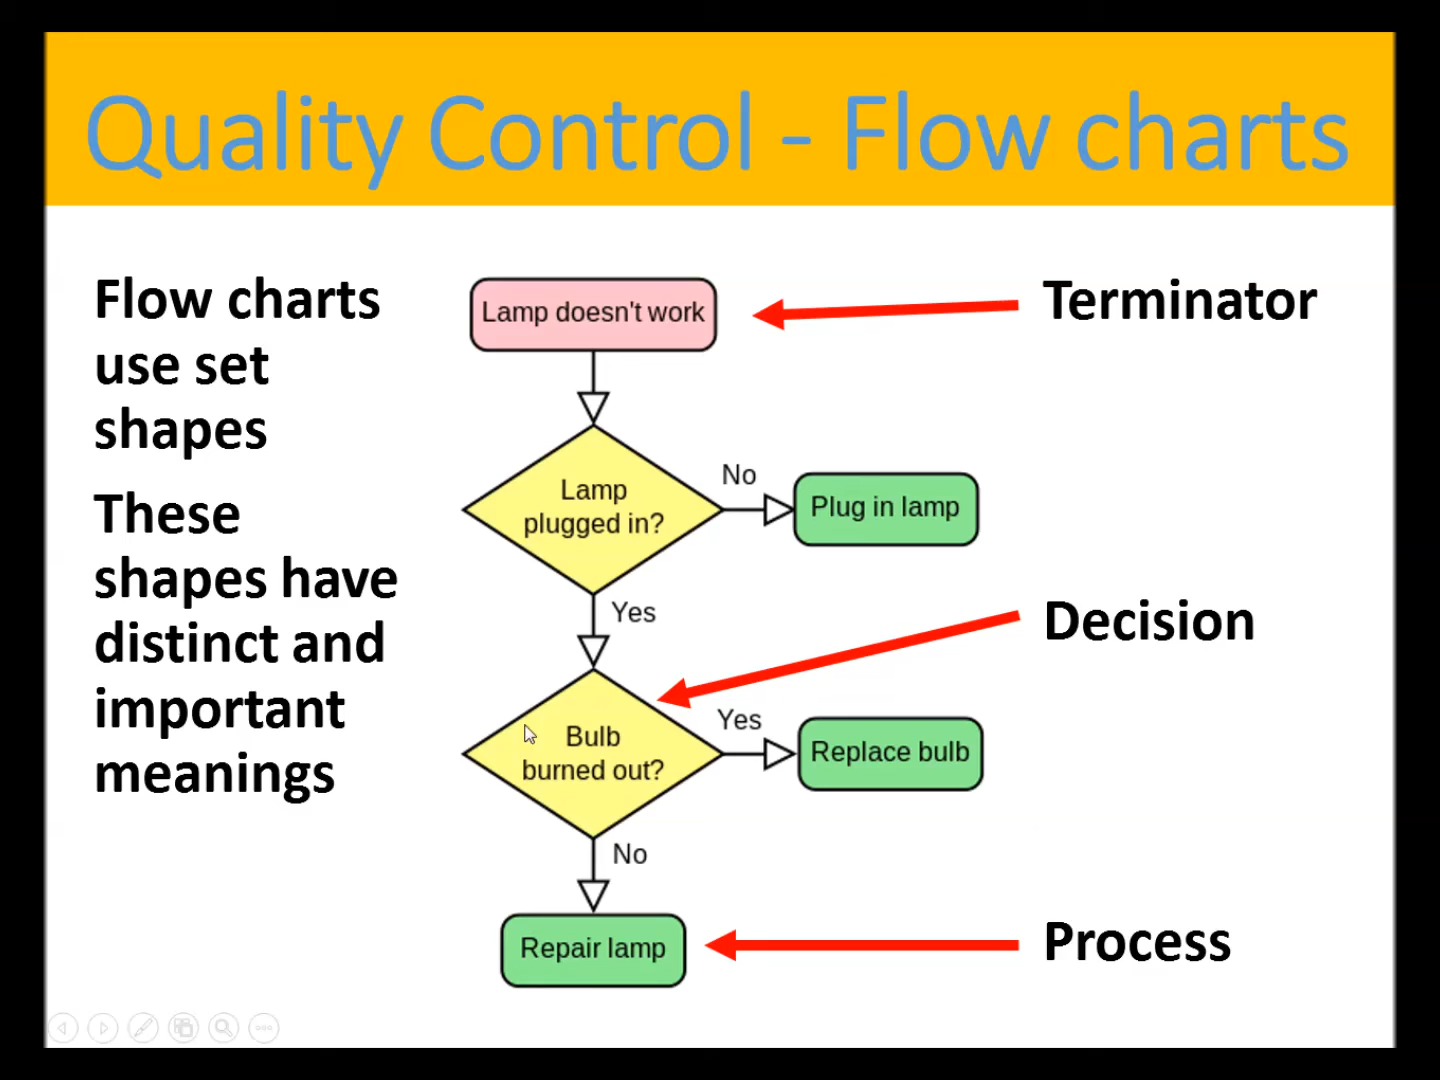 Quality Control - Flow charts
Flow charts
use set
shapes
These
shapes have
distinct and
important
meanings
Lamp doesn't work
Terminator
Lamp
plugged in?
No
Plug in lamp
Yes
Decision
Bulb
burned out?
Yes
Replace bulb
No
Repair lamp
Process